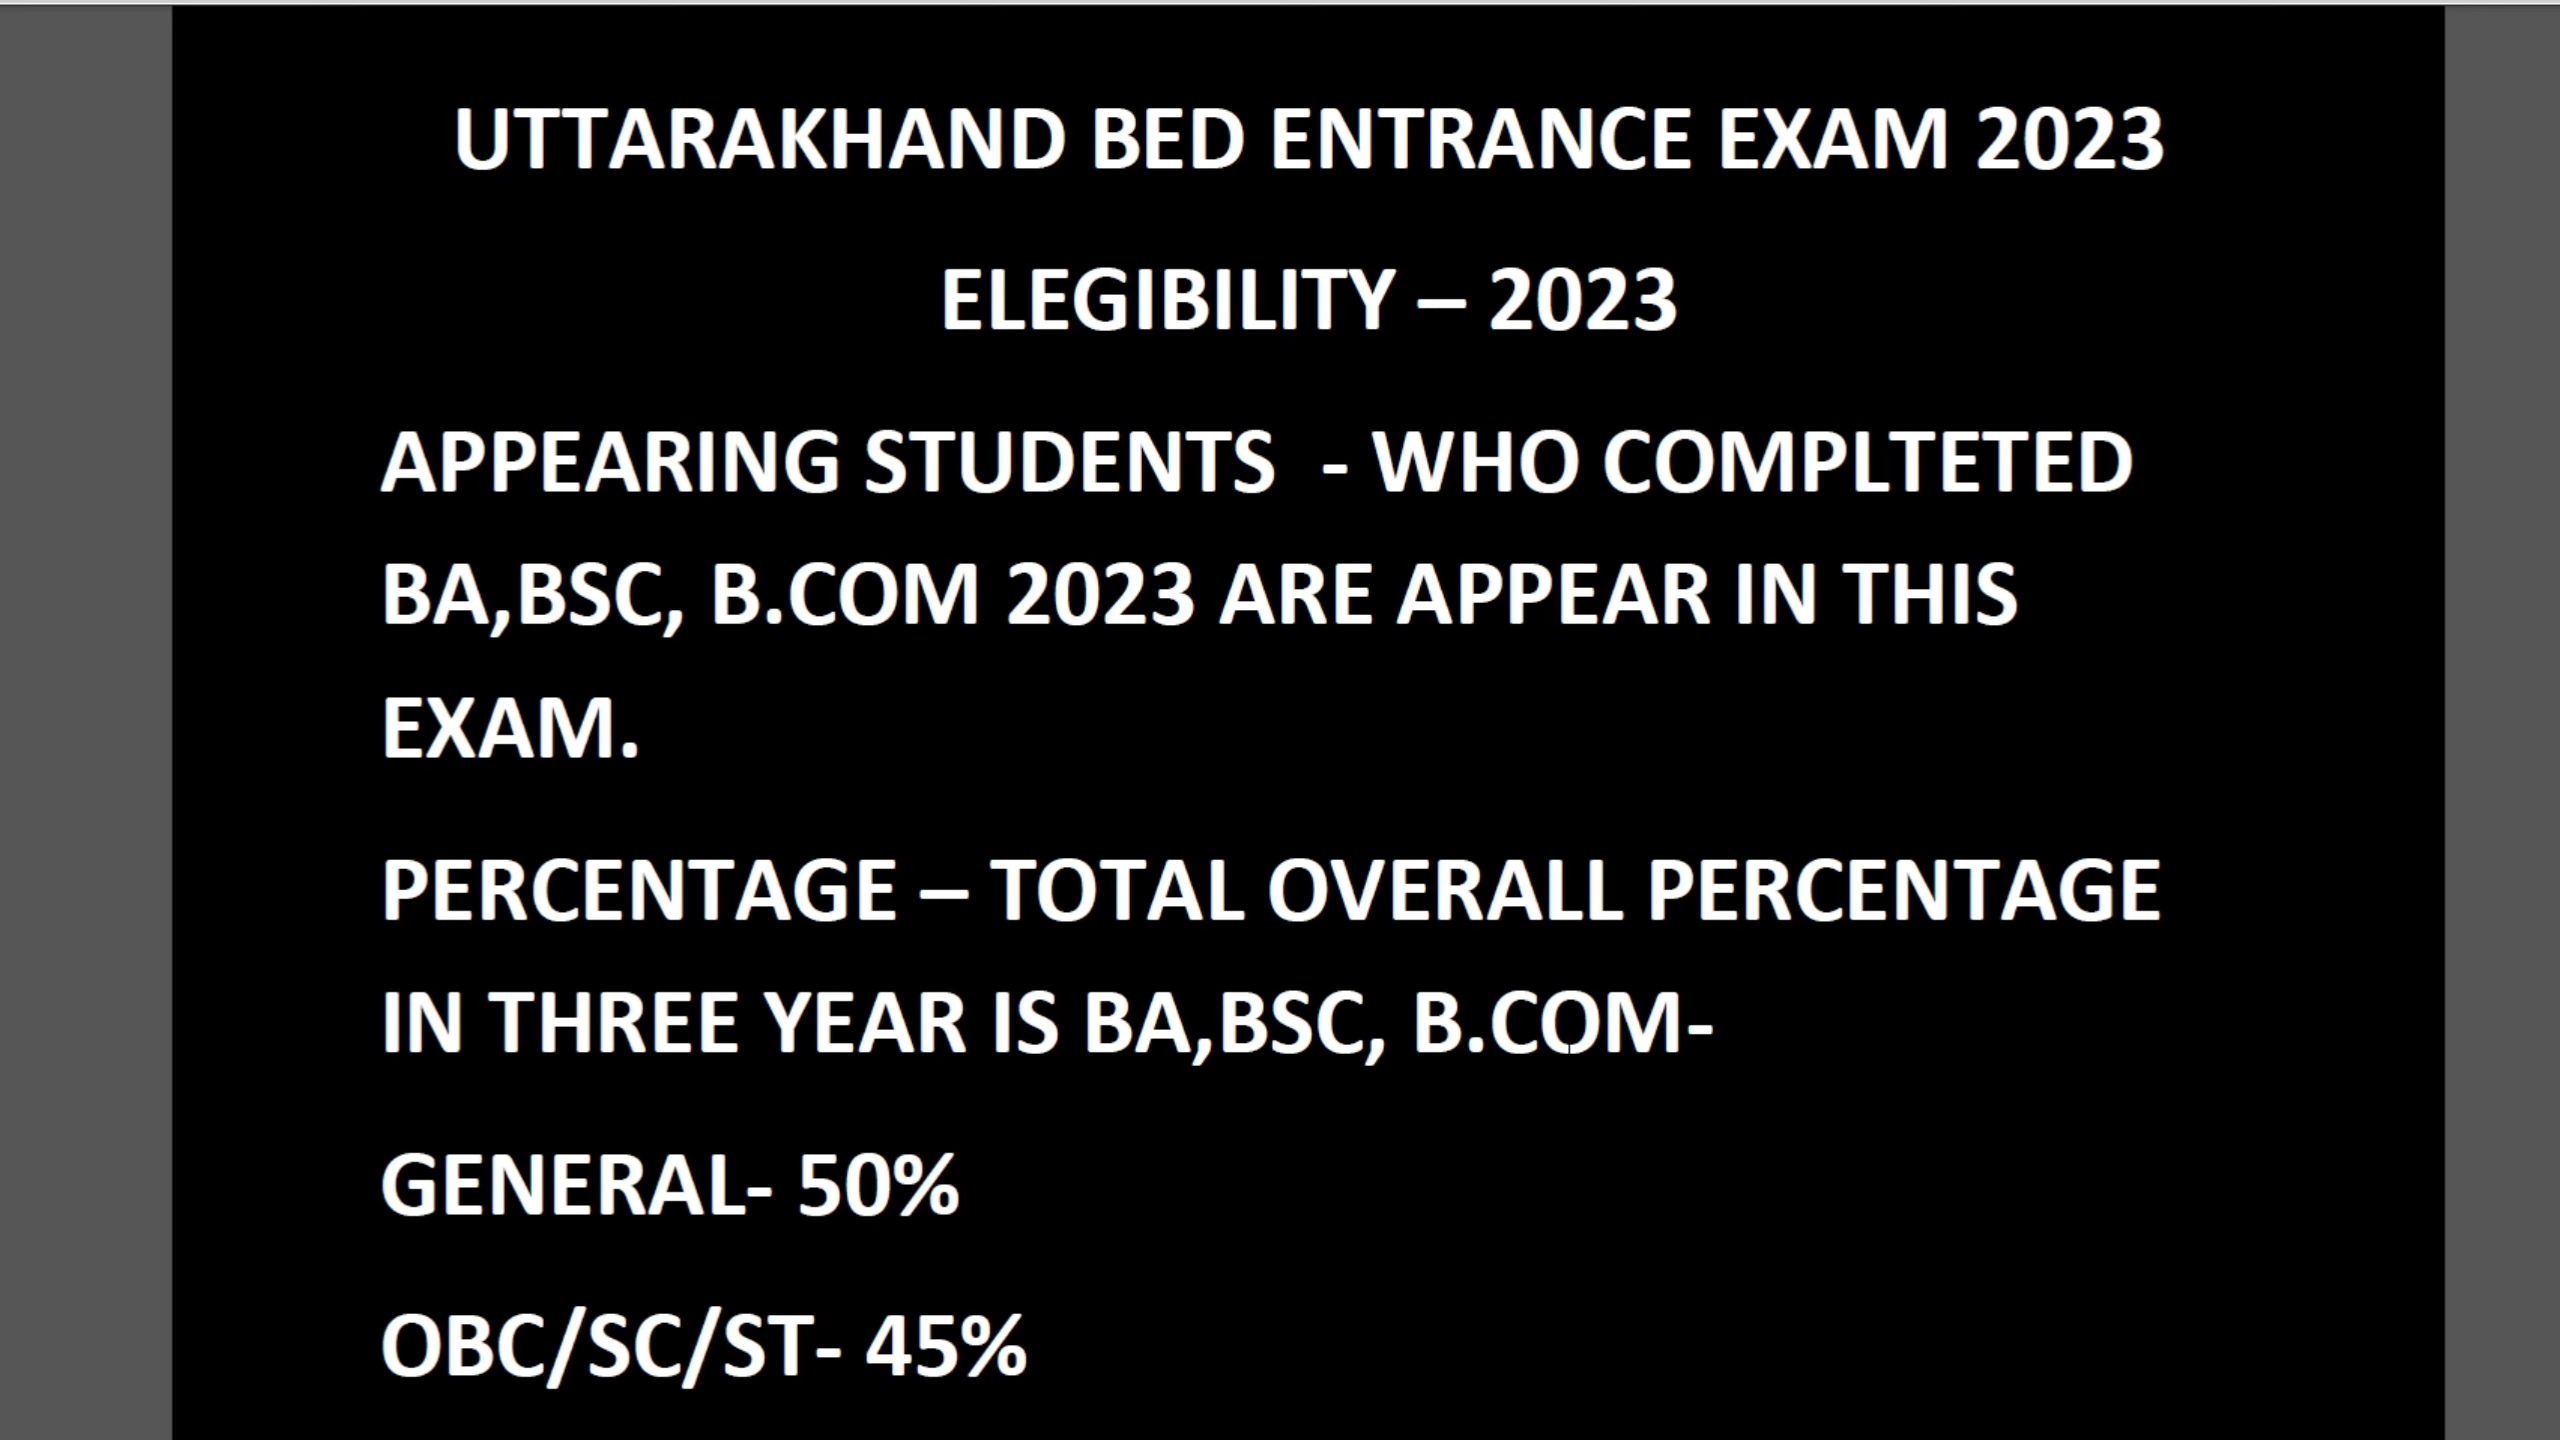 UTTARAKHAND BED ENTRANCE EXAM 2023
ELEGIBILITY – 2023
APPEARING STUDENTS  - WHO COMPLTETED
BA,BSC, B.COM 2023 ARE APPEAR IN THIS
EXAM.
PERCENTAGE – TOTAL OVERALL PERCENTAGE
IN THREE YEAR IS BA,BSC, B.COM-
GENERAL- 50%
OBC/SC/ST- 45%